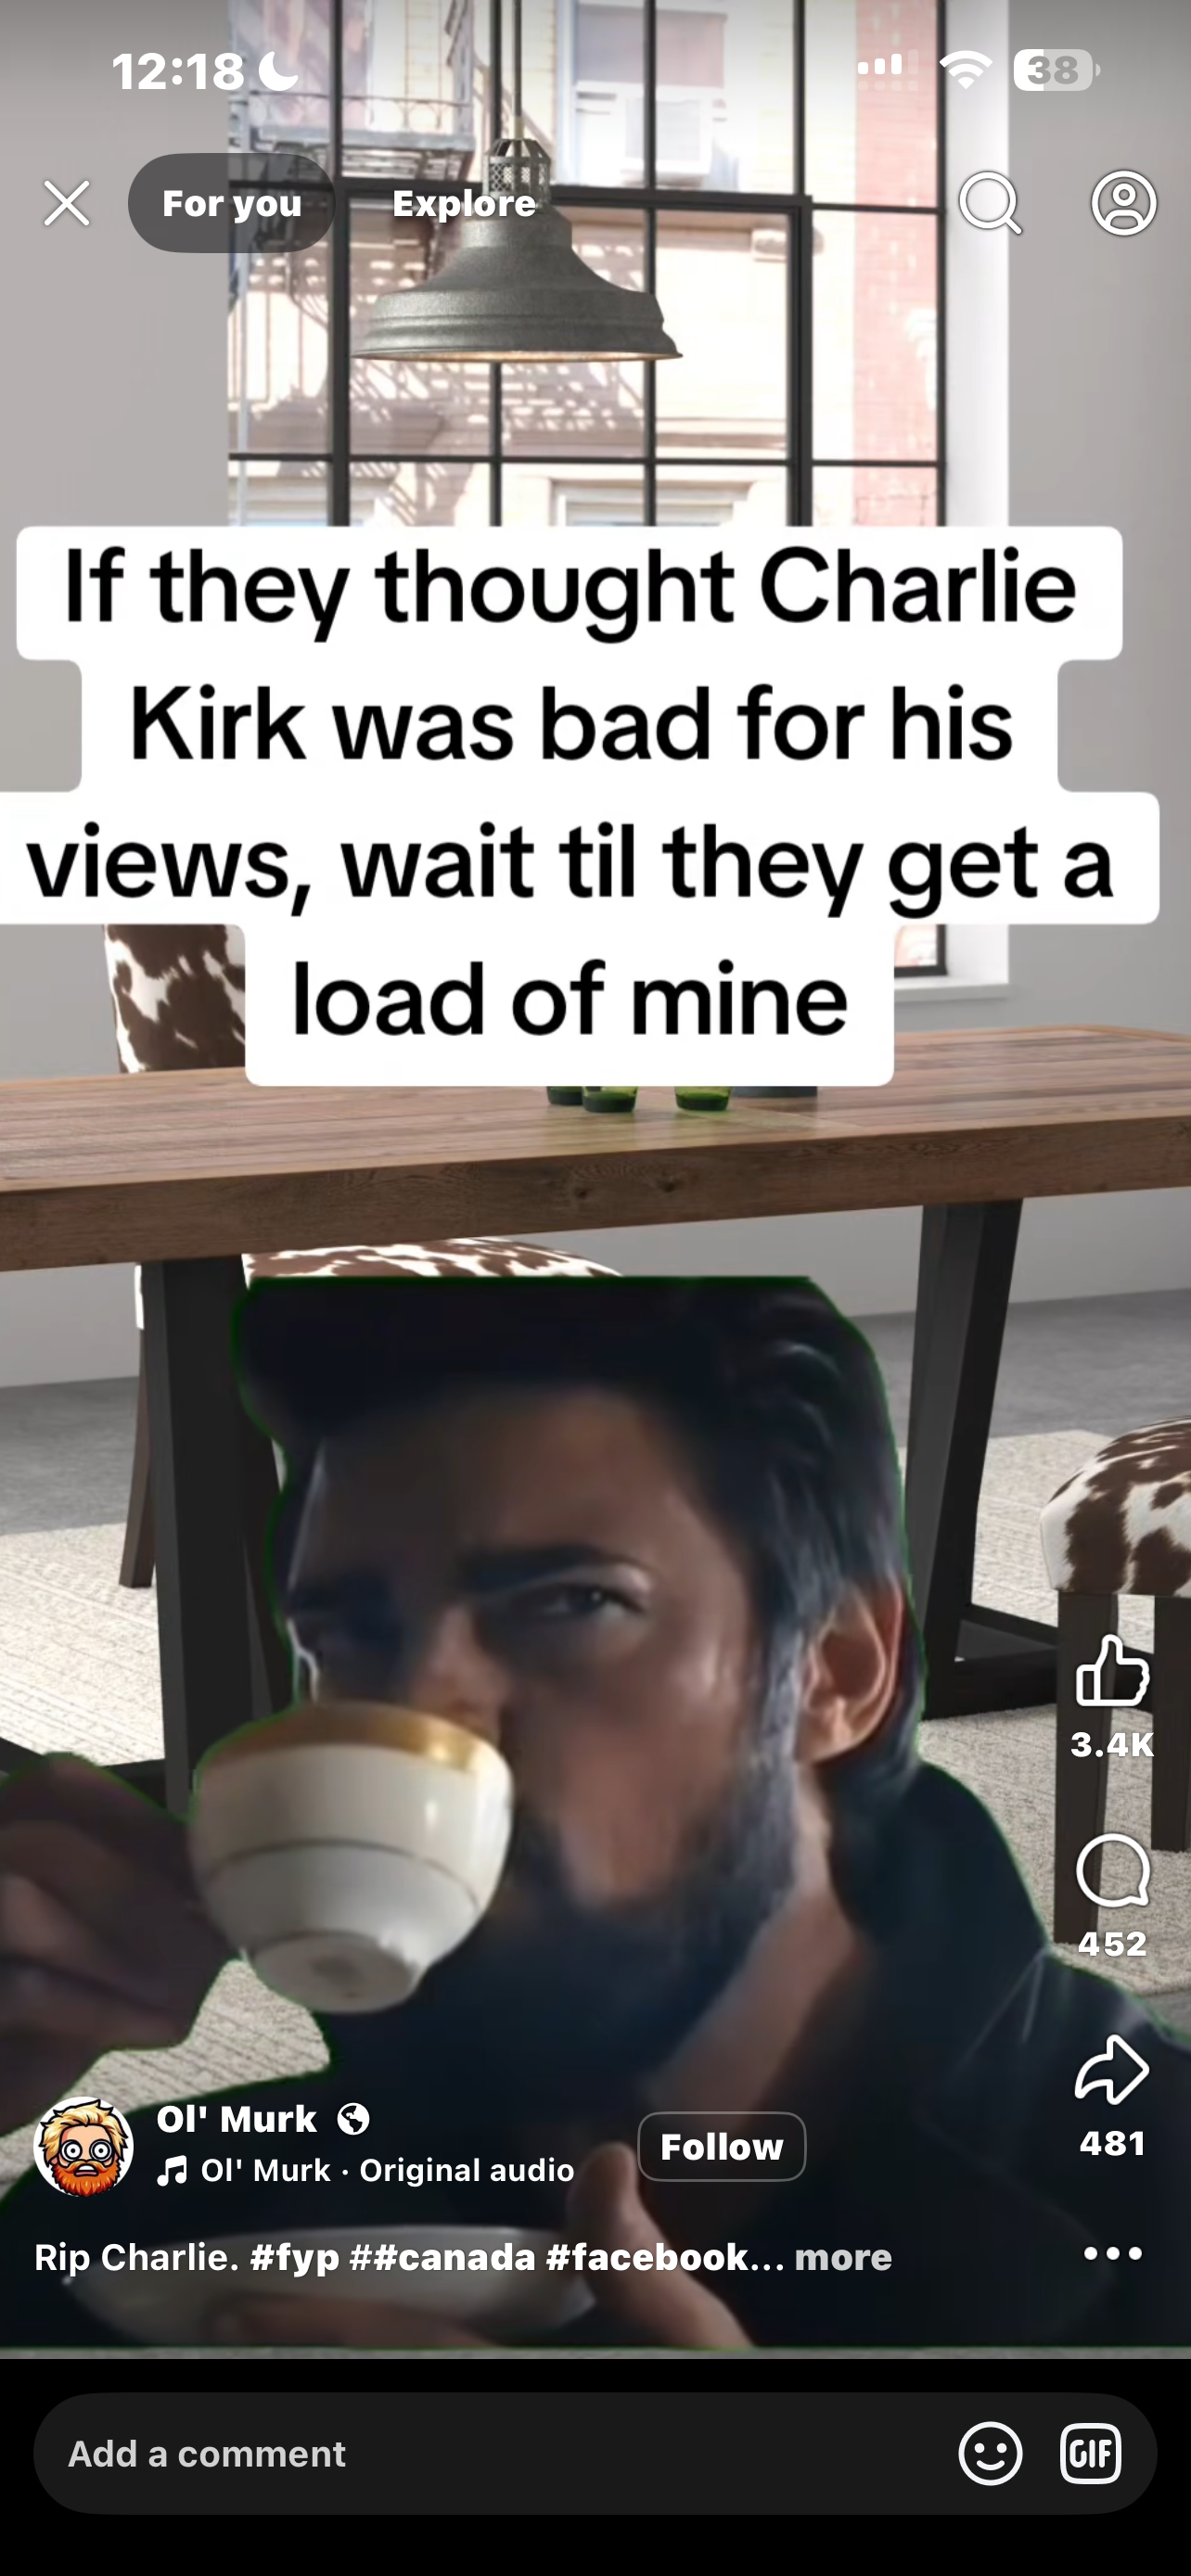 12:18
38
For you
Explore
If they thought Charlie
Kirk was bad for his
views, wait til they get a
load of mine
3.4K
452
481
Ol' Murk
Ol' Murk · Original audio
Follow
Rip Charlie. #fyp ##canada #facebook... more
Add a comment
GIF